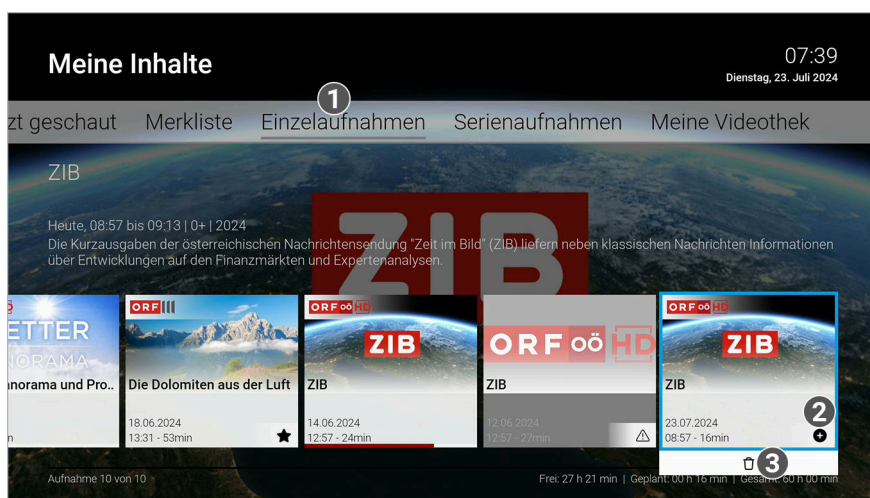 Meine Inhalte
07:39
Dienstag, 23. Juli 2024
1
zt geschaut Merkliste Einzelaufnahmen Serienaufnahmen Meine Videothek
ZIB
ZIB
Heute, 08:57 bis 09:13 | 0+ | 2024
Die Kurzausgaben der österreichischen Nachrichtensendung "Zeit im Bild" (ZIB) liefern neben klassischen Nachrichten Informationen
über Entwicklungen auf den Finanzmärkten und Expertenanalysen.
ETTER
NORAMA
anorama und Pro..
n
ORF III
Die Dolomiten aus der Luft
18.06.2024
13:31 - 53min
ORF oö HD
ZIB
ZIB
14.06.2024
12:57 - 24min
ORF oö HD
ZIB
12.06.2024
12:57 - 27min
ORF oö HD
ZIB
ZIB
23.07.2024
08:57 - 16min
2
3
Aufnahme 10 von 10
Frei: 27 h 21 min | Geplant: 00 h 16 min | Gesamt: 60 h 00 min